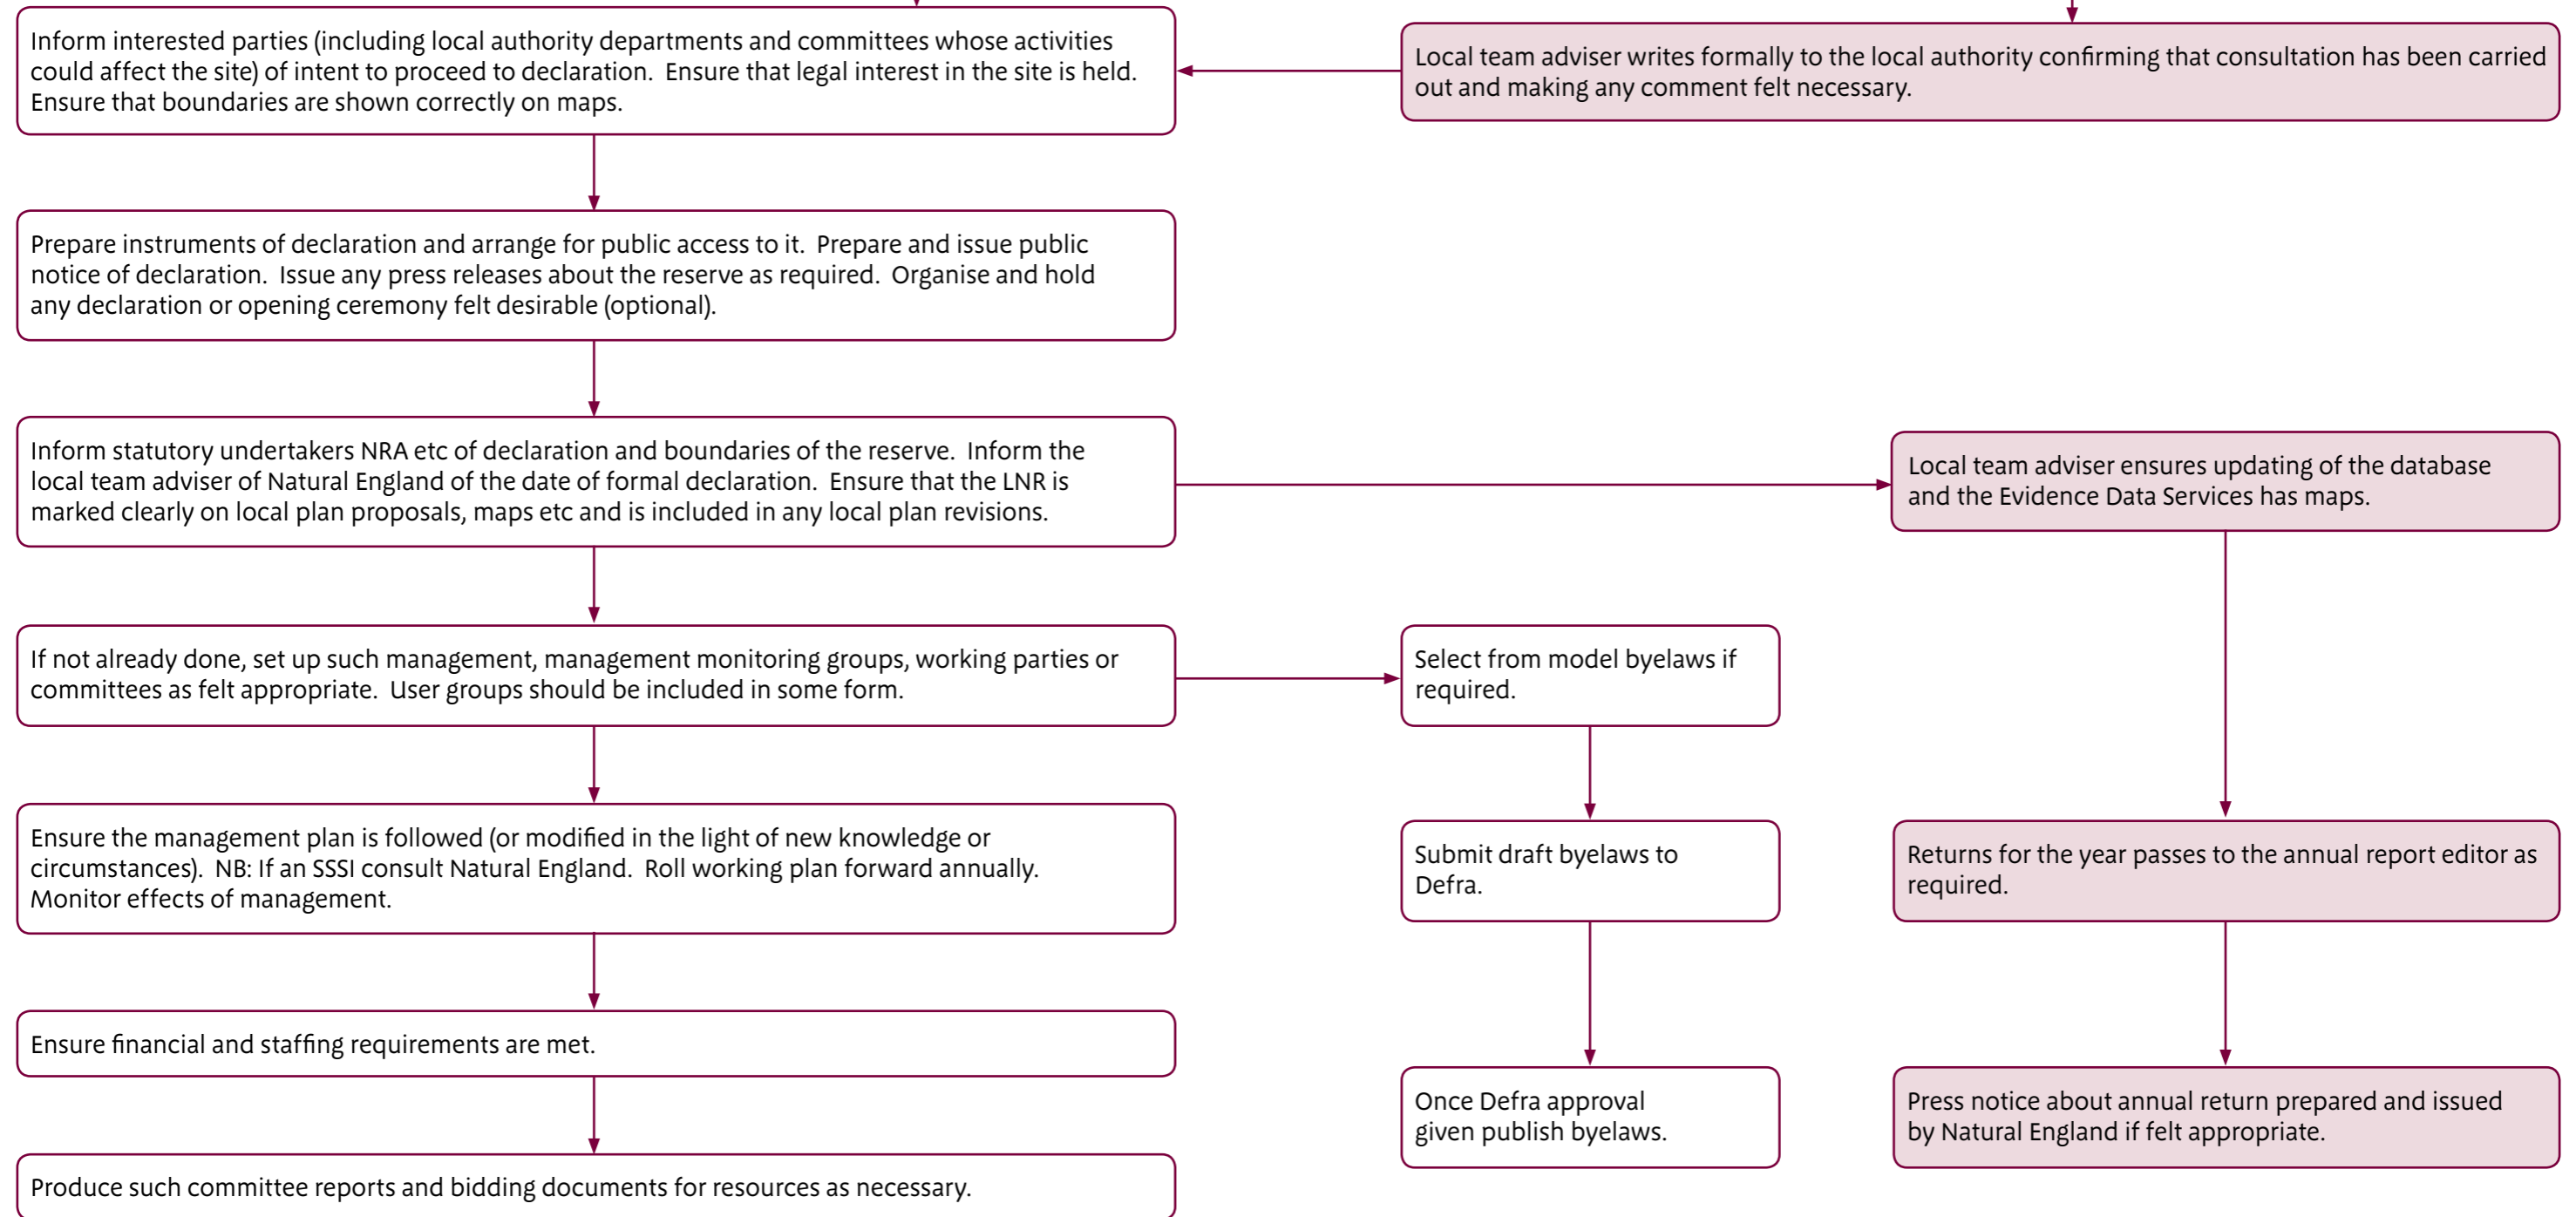 Inform interested parties (including local authority departments and committees whose activities
could affect the site) of intent to proceed to declaration.  Ensure that legal interest in the site is held.
Ensure that boundaries are shown correctly on maps.
Local team adviser writes formally to the local authority confirming that consultation has been carried
out and making any comment felt necessary.
Prepare instruments of declaration and arrange for public access to it.  Prepare and issue public
notice of declaration.  Issue any press releases about the reserve as required.  Organise and hold
any declaration or opening ceremony felt desirable (optional).
Inform statutory undertakers NRA etc of declaration and boundaries of the reserve.  Inform the
local team adviser of Natural England of the date of formal declaration.  Ensure that the LNR is
marked clearly on local plan proposals, maps etc and is included in any local plan revisions.
Local team adviser ensures updating of the database
and the Evidence Data Services has maps.
If not already done, set up such management, management monitoring groups, working parties or
committees as felt appropriate.  User groups should be included in some form.
Select from model byelaws if
required.
Ensure the management plan is followed (or modified in the light of new knowledge or
circumstances).  NB: If an SSSI consult Natural England.  Roll working plan forward annually.
Monitor effects of management.
Submit draft byelaws to
Defra.
Returns for the year passes to the annual report editor as
required.
Ensure financial and staffing requirements are met.
Once Defra approval
given publish byelaws.
Press notice about annual return prepared and issued
by Natural England if felt appropriate.
Produce such committee reports and bidding documents for resources as necessary.